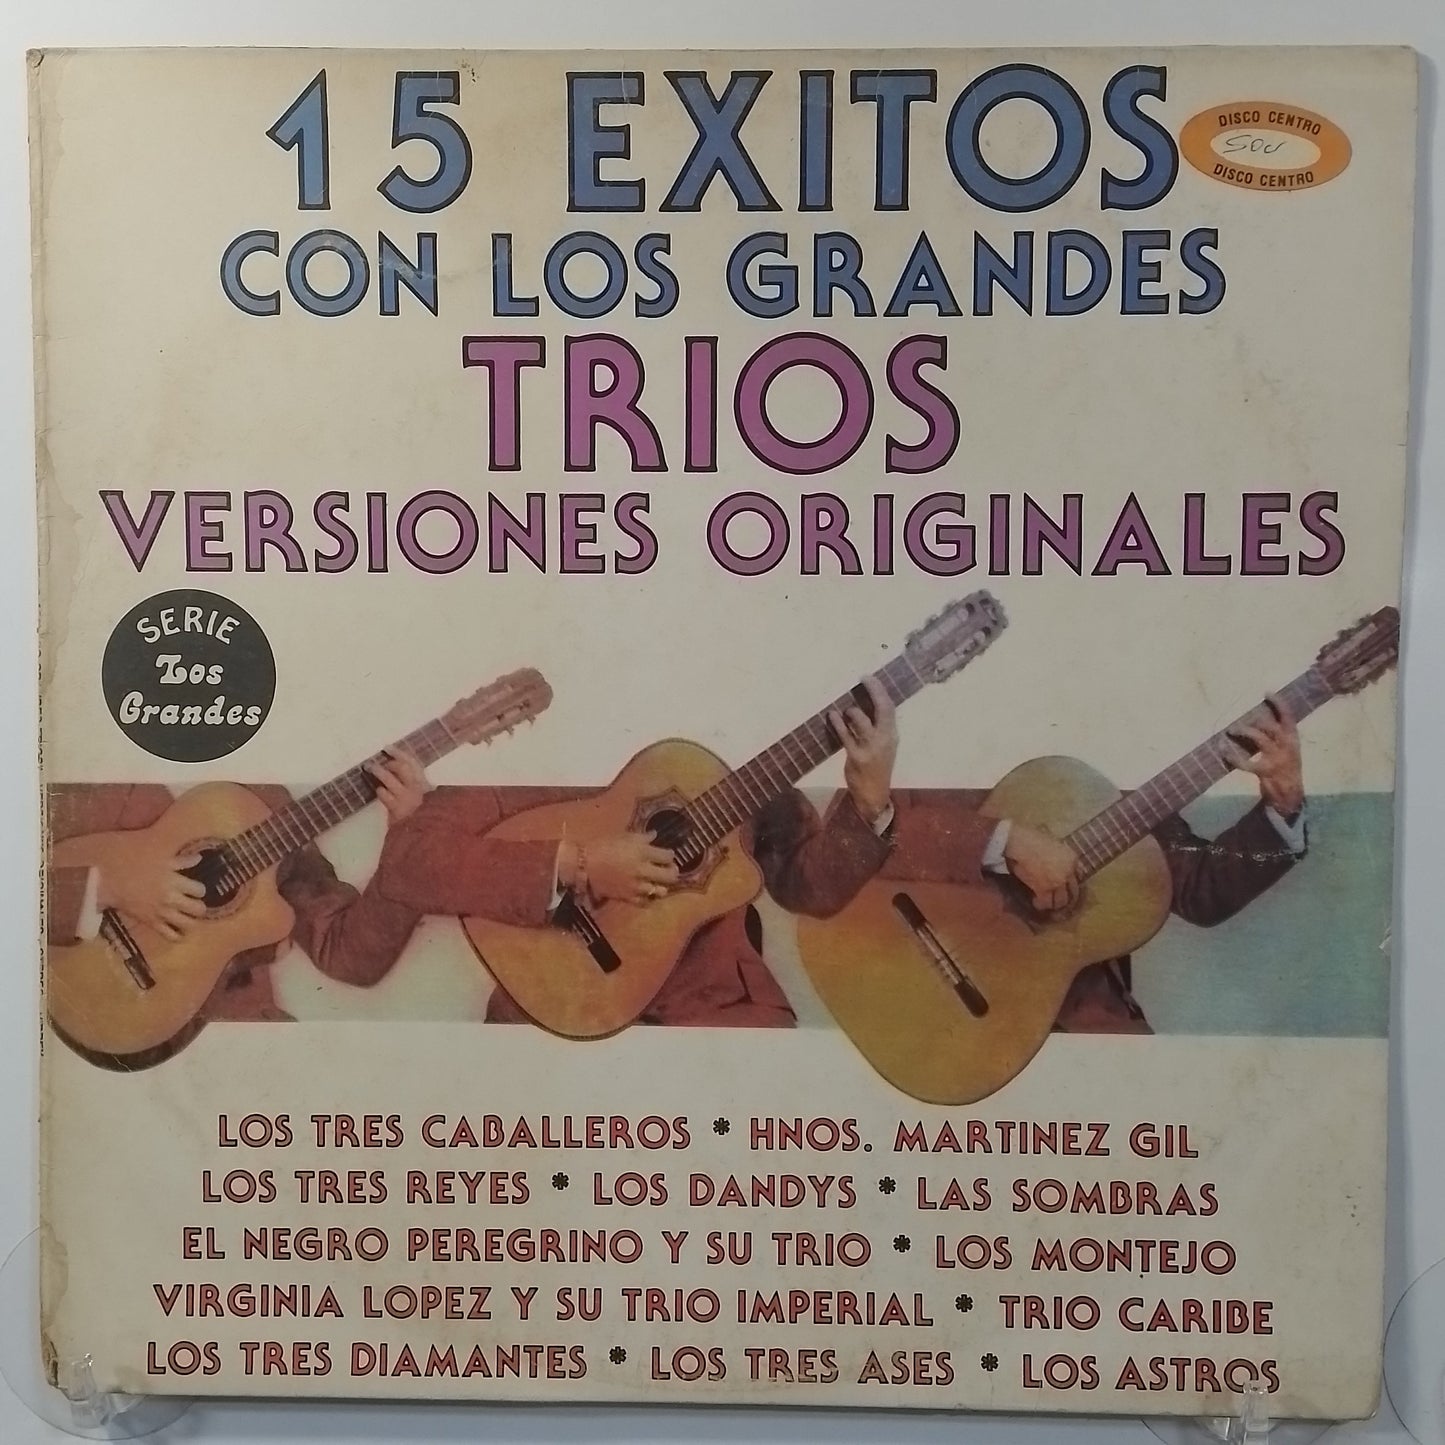 15 EXITOS
CON LOS GRANDES
TRIOS
VERSIONES ORIGINALES
DISCO CENTRO
DISCO CENTRO
SERIE
Los
Grandes
LOS TRES CABALLEROS * HNOS. MARTINEZ GIL
LOS TRES REYES * LOS DANDYS * LAS SOMBRAS
EL NEGRO PEREGRINO Y SU TRIO * LOS MONTEJO
VIRGINIA LOPEZ Y SU TRIO IMPERIAL * TRIO CARIBE
LOS TRES DIAMANTES * LOS TRES ASES * LOS ASTROS